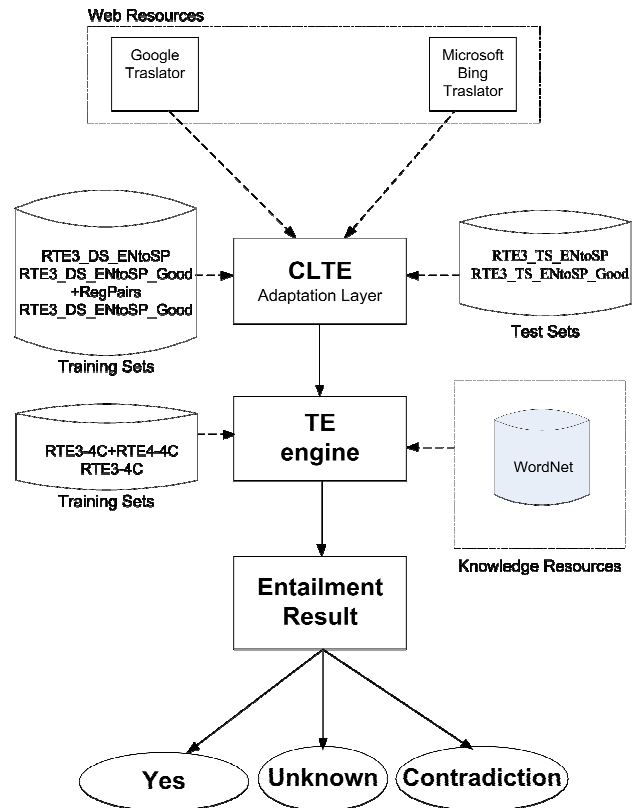 Web Resources
Google
Traslator
Microsoft
Bing
Traslator
RTE3_DS_ENtoSP
RTE3_DS_ENtoSP_Good
+RegPairs
RTE3_DS_ENtoSP_Good
Training Sets
CLTE
Adaptation Layer
RTE3_TS_ENtoSP
RTE3_TS_ENtoSP_Good
Test Sets
RTE3-4C+RTE4-4C
RTE3-4C
Training Sets
TE
engine
WordNet
Knowledge Resources
Entailment
Result
Yes
Unknown
Contradiction